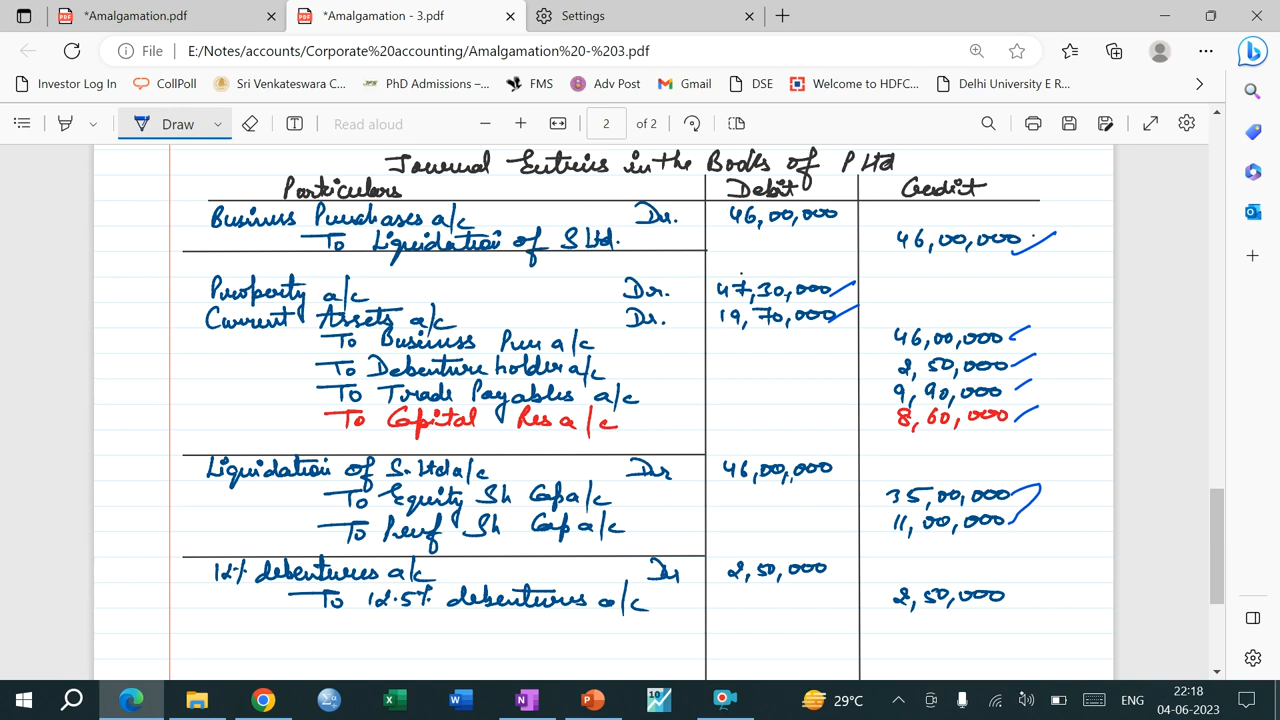 *Amalgamation.pdf
*Amalgamation - 3.pdf
Settings
File
E:/Notes/accounts/Corporate%20accounting/Amalgamation%20-%203.pdf
Investor Log In
CollPoll
Sri Venkateswara C...
PhD Admissions –...
FMS
Adv Post
Gmail
DSE
Welcome to HDFC...
Delhi University E R...
Draw
Read aloud
2 of 2
Journal Entries in the Books of P Ltd
Particulars Debit Credit
Business Purchases a/c Dr. 46,00,000
To Liquidation of S Ltd. 46,00,000
Property a/c Dr. 47,30,000
Current Assets a/c Dr. 19,70,000
To Business Pur a/c 46,00,000
To Debenture holder a/c 2,50,000
To Trade Payables a/c 9,90,000
To Capital Res a/c 8,60,000
Liquidation of S. Ltd a/c Dr 46,00,000
To Equity Sh Cap a/c 35,00,000
To Pref Sh Cap a/c 11,00,000
12% debentures a/c Dr 2,50,000
To 12.5% debentures a/c 2,50,000
29°C
ENG
22:18
04-06-2023